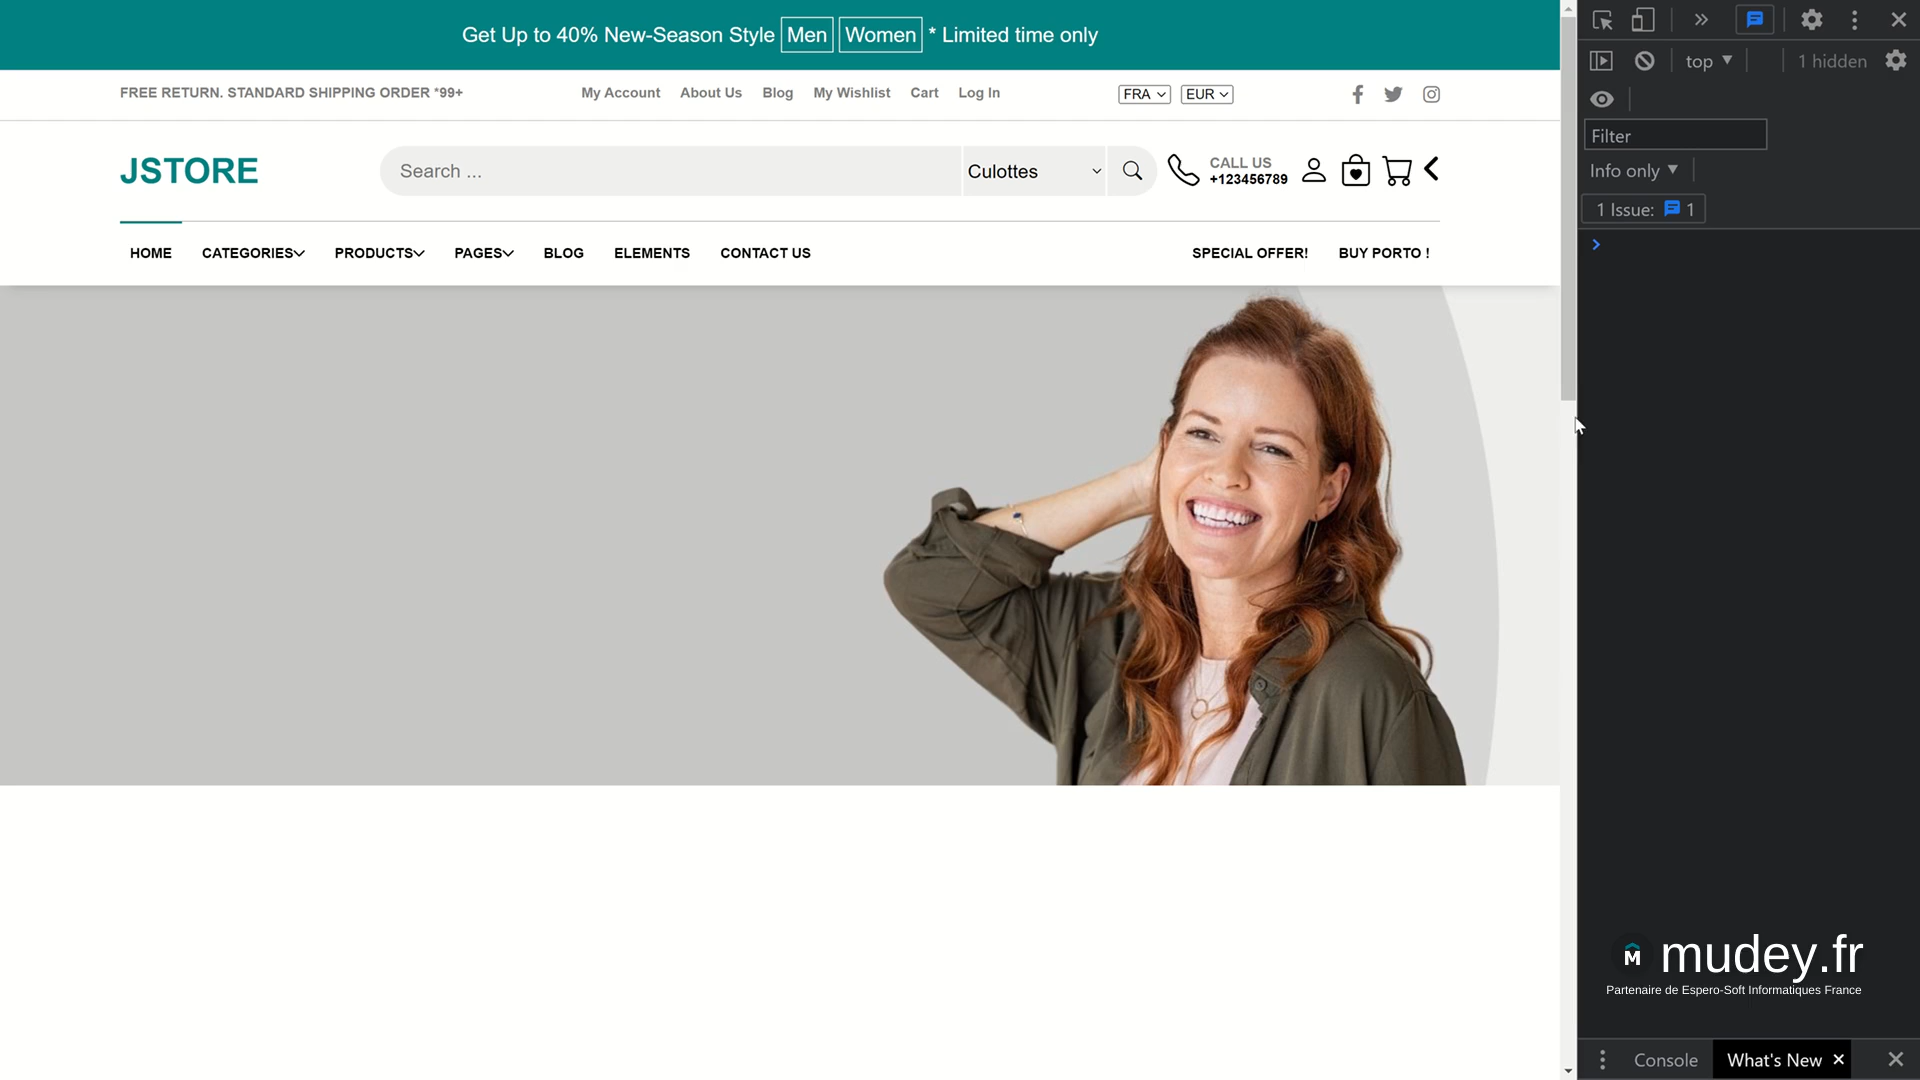 Get Up to 40% New-Season Style Men Women * Limited time only
FREE RETURN. STANDARD SHIPPING ORDER *99+
My Account About Us Blog My Wishlist Cart Log In
FRA EUR
JSTORE
Search ...
Culottes
CALL US
+123456789
HOME CATEGORIES PRODUCTS PAGES BLOG ELEMENTS CONTACT US
SPECIAL OFFER! BUY PORTO !
top 1 hidden
Filter
Info only
1 Issue: 1
M mudey.fr
Partenaire de Espero-Soft Informatiques France
Console What's New